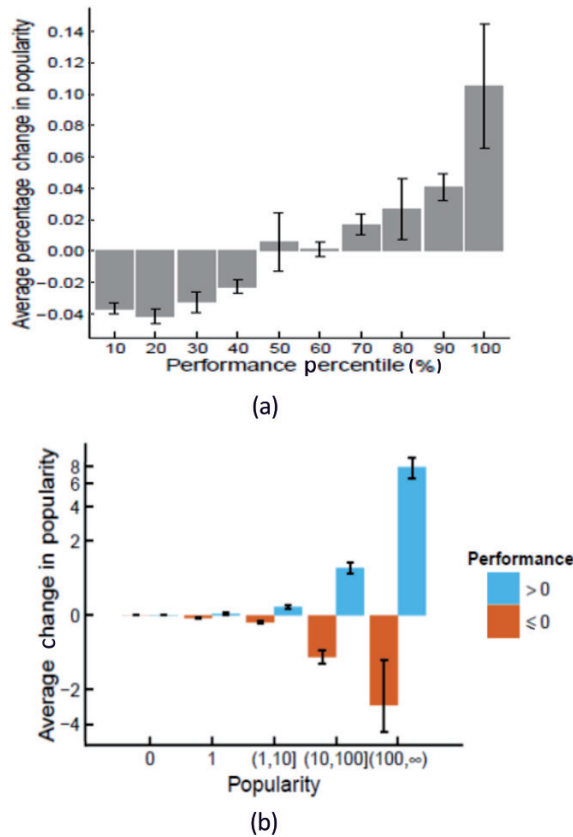 Average percentage change in popularity
0.14
0.12
0.10
0.08
0.06
0.04
0.02
0.00
−0.02
−0.04
10 20 30 40 50 60 70 80 90 100
Performance percentile (%)
(a)
Average change in popularity
8
6
4
2
0
−2
−4
0 1 (1,10] (10,100] (100,∞)
Popularity
Performance
> 0
⩽ 0
(b)